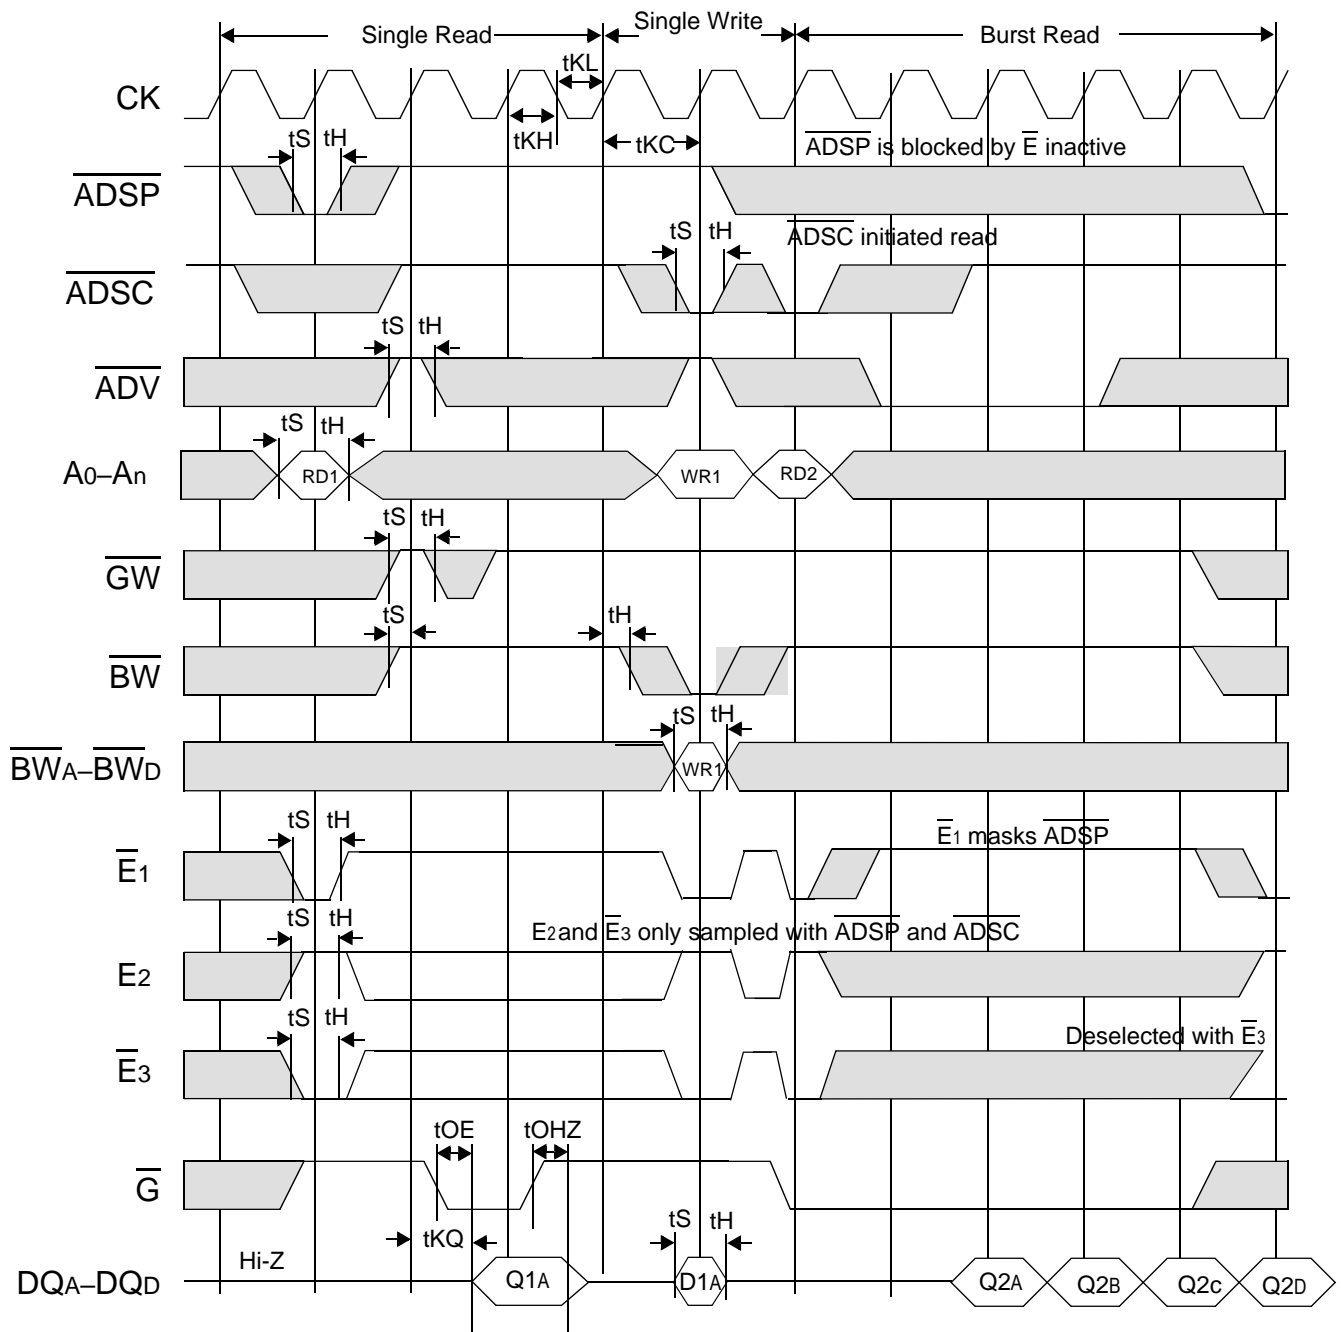 Single Read
Single Write
Burst Read
CK
tKL
tKH
tKC
ADSP is blocked by E inactive
ADSP
tS tH
ADSC
tS tH
ADSC initiated read
ADV
tS tH
A0–An
tS tH
RD1
WR1
RD2
GW
tS tH
BW
tS
tH
BWA–BWD
tS tH
WR1
E1
tS tH
E1 masks ADSP
E2
tS tH
E2 and E3 only sampled with ADSP and ADSC
E3
tS tH
Deselected with E3
G
tOE
tOHZ
DQA–DQD
Hi-Z
tKQ
tS tH
Q1A
D1A
Q2A
Q2B
Q2c
Q2D